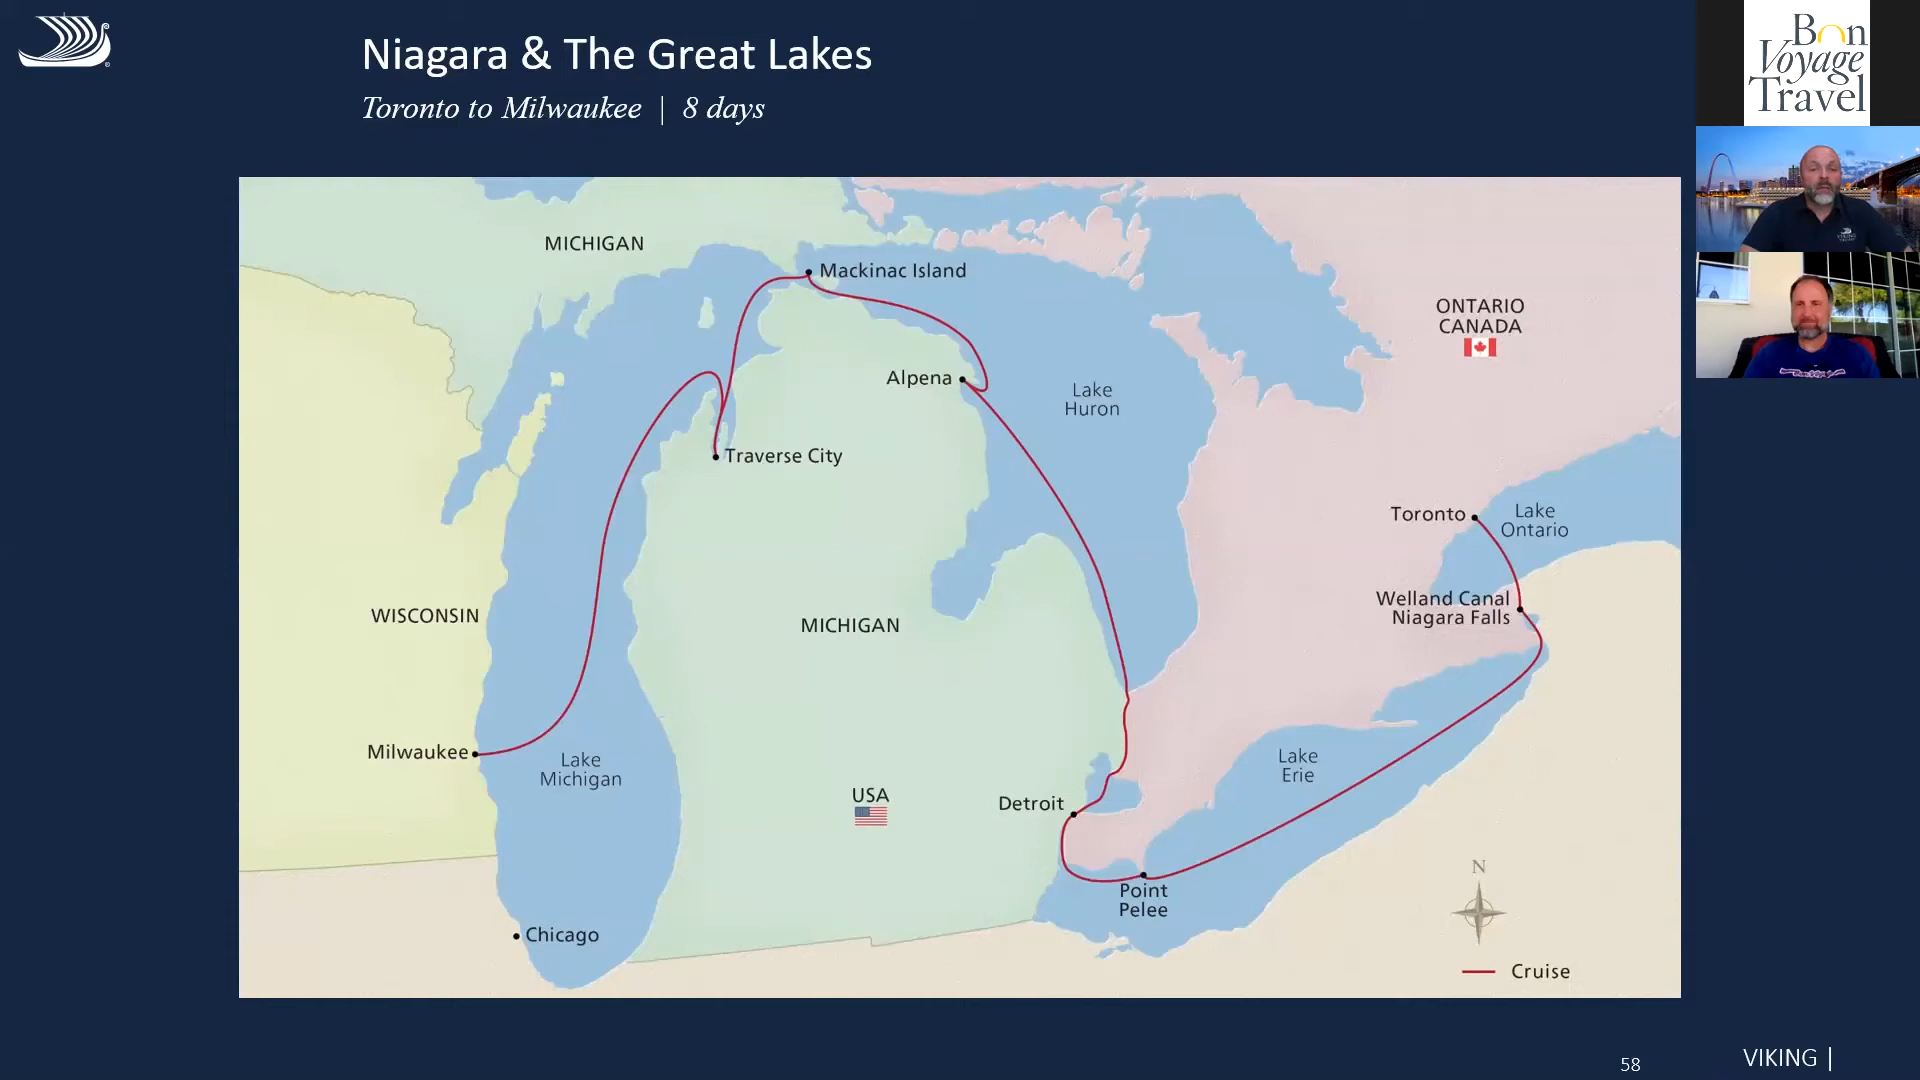 Niagara & The Great Lakes
Toronto to Milwaukee | 8 days
Bon
Voyage
Travel
MICHIGAN
Mackinac Island
ONTARIO
CANADA
Alpena
Lake
Huron
Traverse City
Toronto
Lake
Ontario
Welland Canal
Niagara Falls
WISCONSIN
MICHIGAN
Milwaukee
Lake
Michigan
Lake
Erie
USA
Detroit
Point
Pelee
N
Chicago
Cruise
58
VIKING |